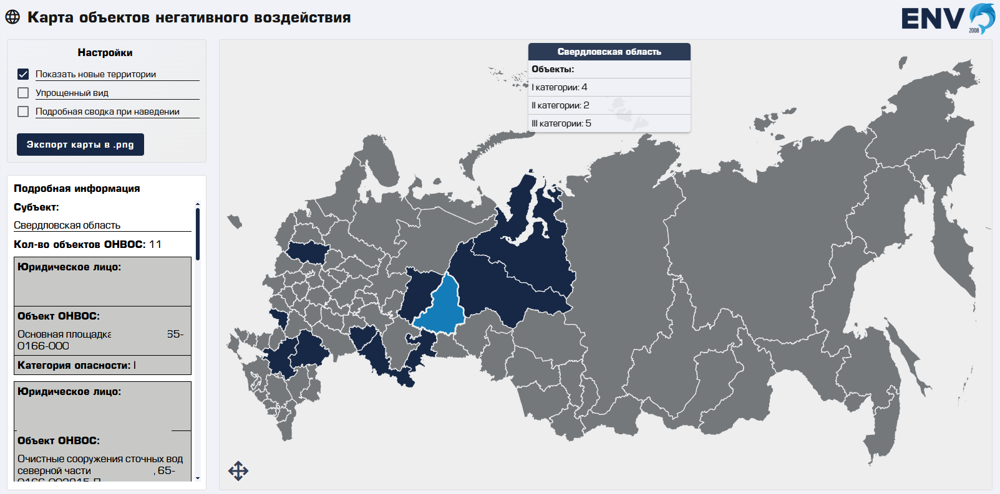 Карта объектов негативного воздействия
ENV
2008
Настройки
Показать новые территории
Упрощенный вид
Подробная сводка при наведении
Экспорт карты в .png
Подробная информация
Субъект:
Свердловская область
Кол-во объектов ОНВОС: 11
Юридическое лицо:
Объект ОНВОС:
Основная площадка 65-
0166-000
Категория опасности: I
Юридическое лицо:
Объект ОНВОС:
Очистные сооружения сточных вод
северной части , 65-
0166-002015-П
Свердловская область
Объекты:
I категории: 4
II категории: 2
III категории: 5